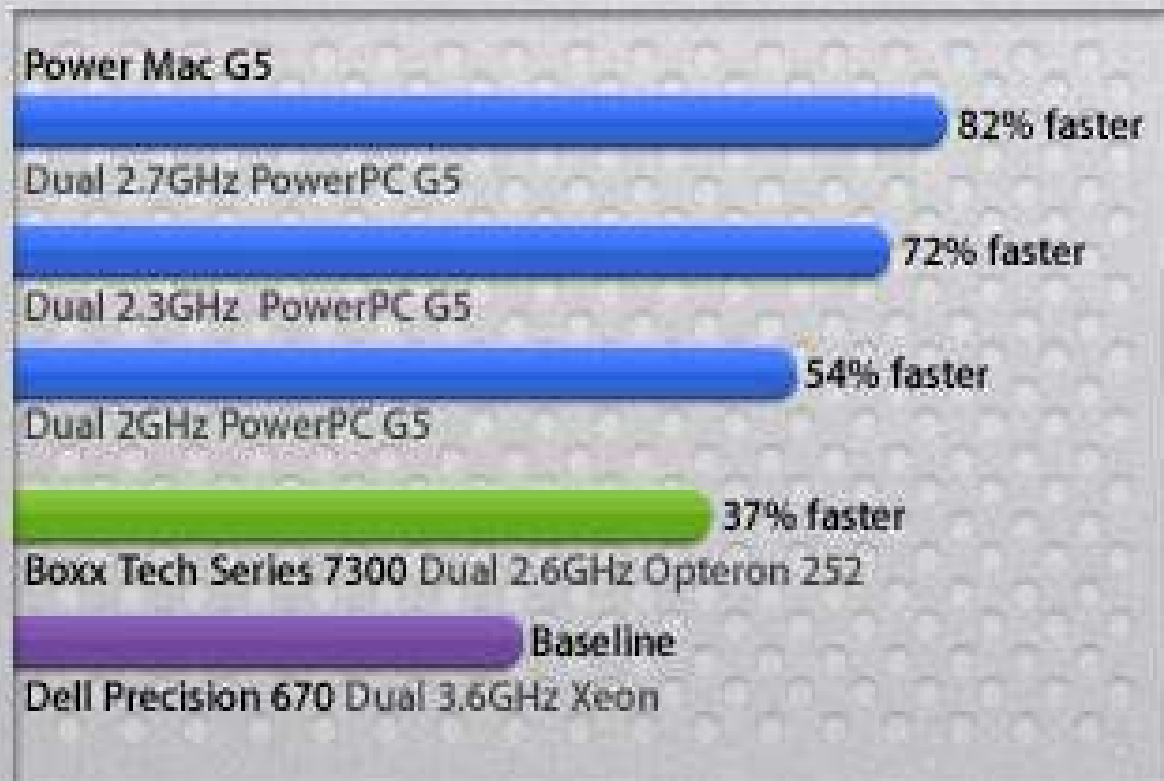 Power Mac G5
82% faster
Dual 2.7GHz PowerPC G5
72% faster
Dual 2.3GHz PowerPC G5
54% faster
Dual 2GHz PowerPC G5
37% faster
Boxx Tech Series 7300 Dual 2.6GHz Opteron 252
Baseline
Dell Precision 670 Dual 3.6GHz Xeon